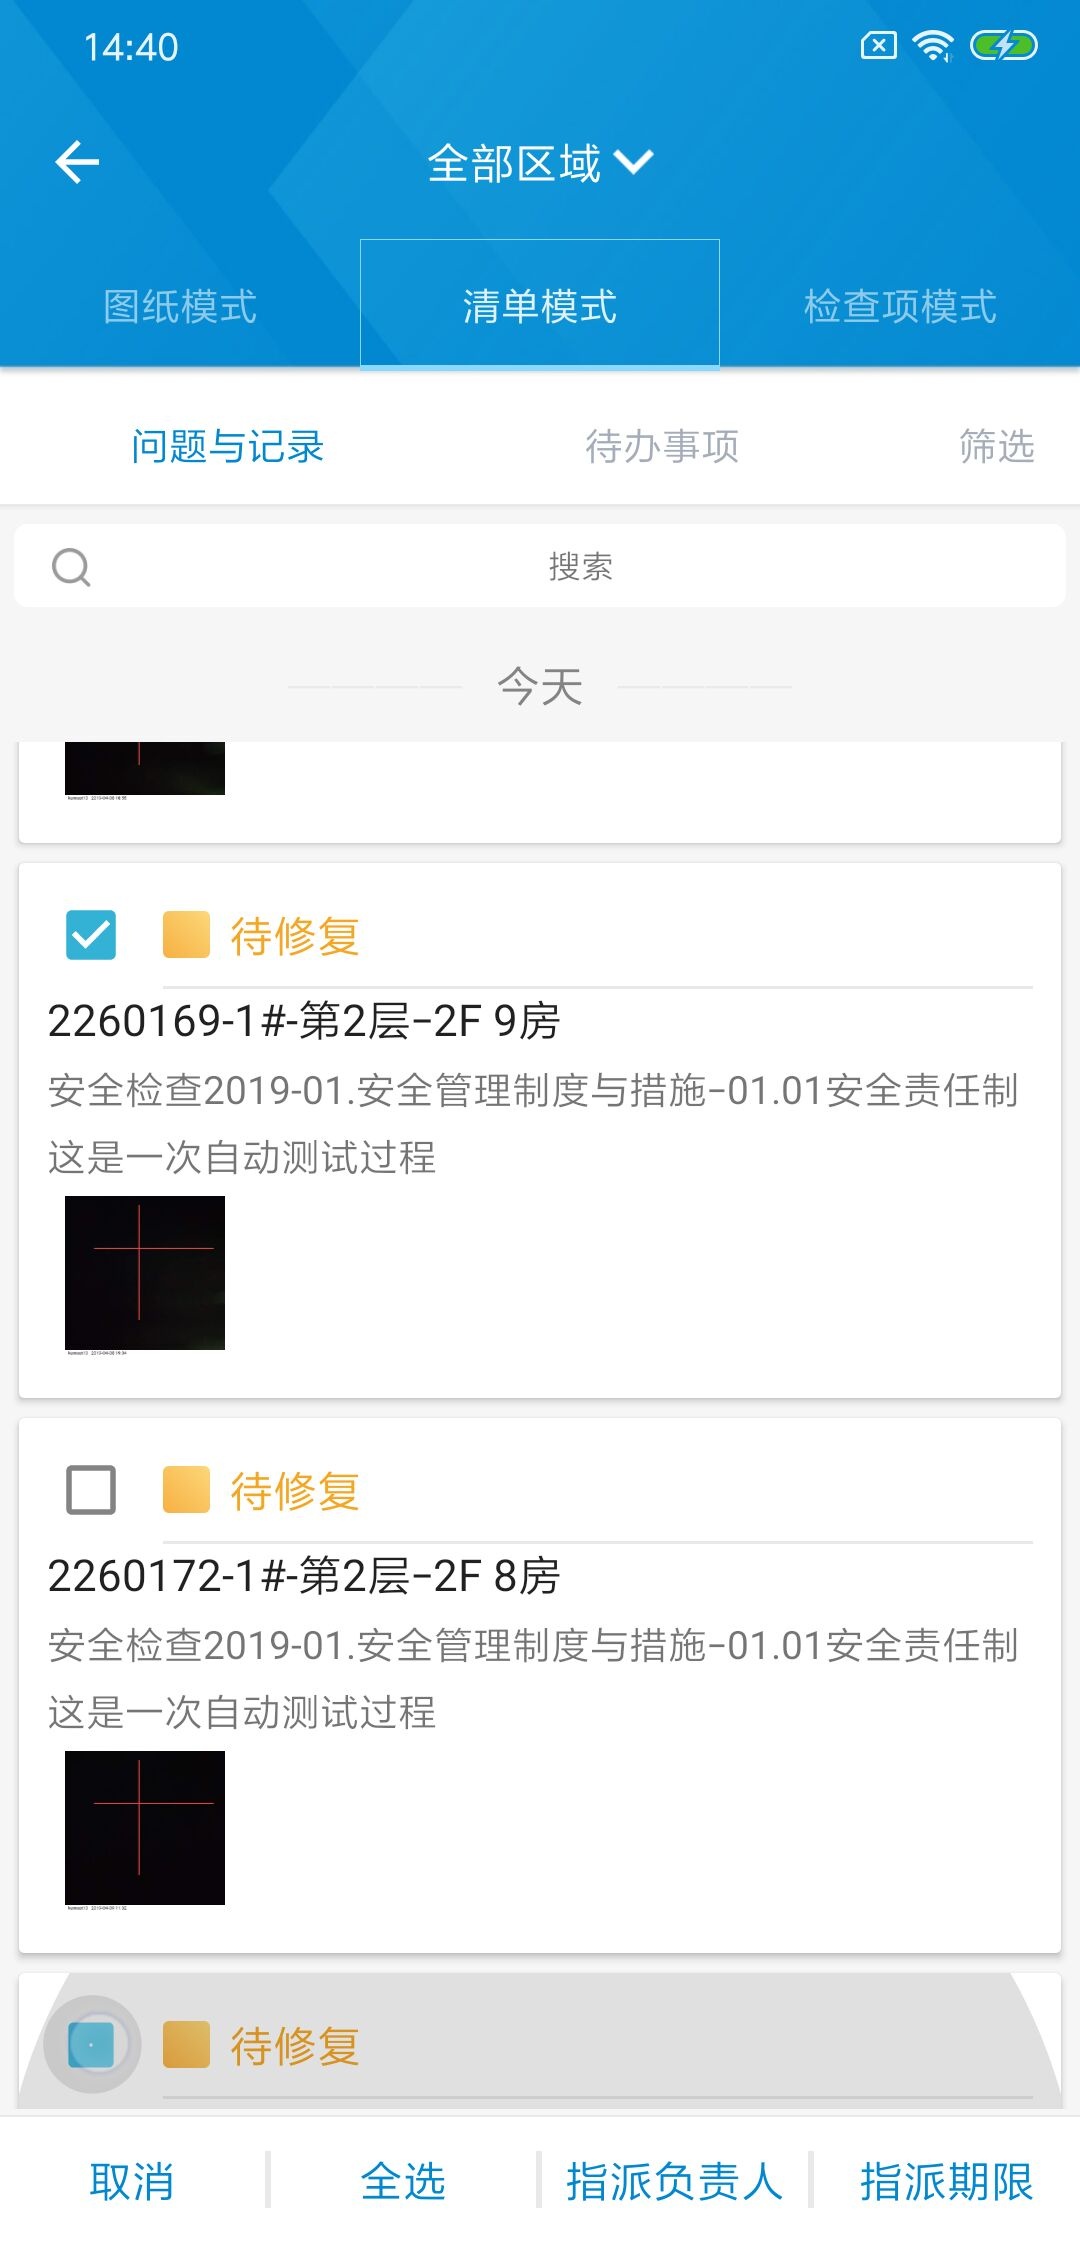 14:40
全部区域
图纸模式 清单模式 检查项模式
问题与记录 待办事项 筛选
搜索
今天
待修复
2260169-1#-第2层-2F 9房
安全检查2019-01.安全管理制度与措施-01.01安全责任制
这是一次自动测试过程
待修复
2260172-1#-第2层-2F 8房
安全检查2019-01.安全管理制度与措施-01.01安全责任制
这是一次自动测试过程
待修复
取消 全选 指派负责人 指派期限